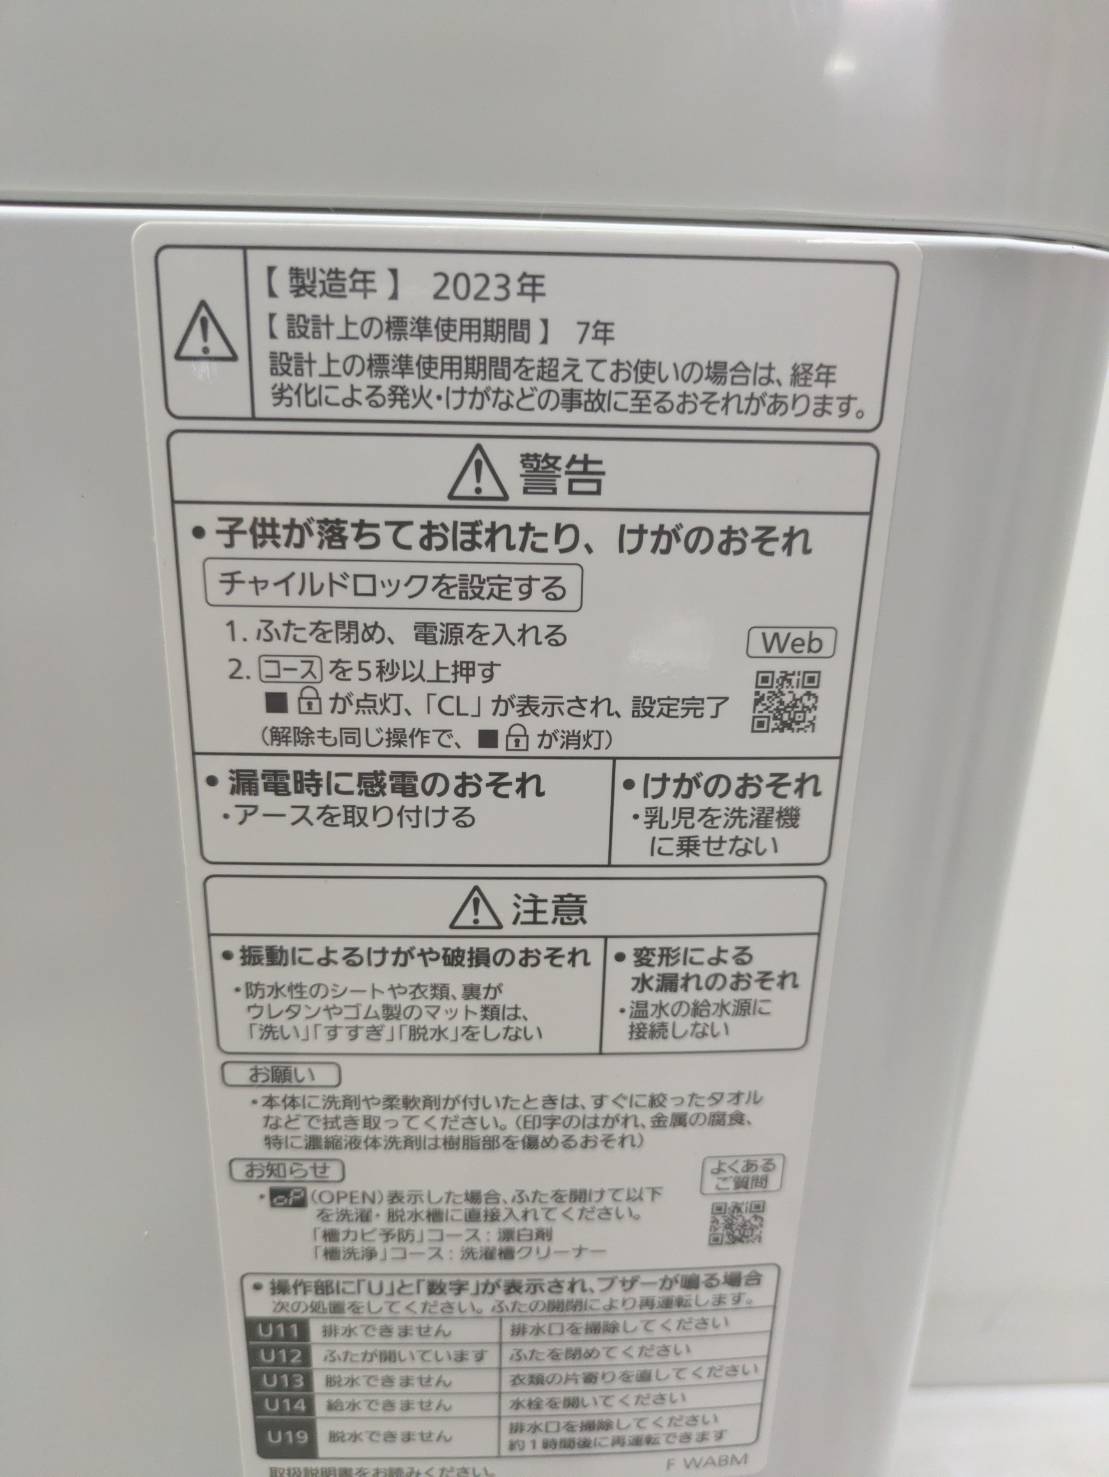 【製造年】 2023年
【設計上の標準使用期間】 7年
設計上の標準使用期間を超えてお使いの場合は、経年
劣化による発火・けがなどの事故に至るおそれがあります。
警告
• 子供が落ちておぼれたり、けがのおそれ
チャイルドロックを設定する
1. ふたを閉め、電源を入れる
Web
2. コース を5秒以上押す
■ が点灯、「CL」が表示され、設定完了
(解除も同じ操作で、■ が消灯)
• 漏電時に感電のおそれ
・アースを取り付ける
• けがのおそれ
・乳児を洗濯機
に乗せない
注意
• 振動によるけがや破損のおそれ
・防水性のシートや衣類、裏が
ウレタンやゴム製のマット類は、
「洗い」「すすぎ」「脱水」をしない
• 変形による
水漏れのおそれ
・温水の給水源に
接続しない
お願い
・本体に洗剤や柔軟剤が付いたときは、すぐに絞ったタオル
などで拭き取ってください。(印字のはがれ、金属の腐食、
特に濃縮液体洗剤は樹脂部を傷めるおそれ)
お知らせ
よくある
ご質問
・oP (OPEN)表示した場合、ふたを開けて以下
を洗濯・脱水槽に直接入れてください。
「槽カビ予防」コース：漂白剤
「槽洗浄」コース：洗濯槽クリーナー
• 操作部に「U」と「数字」が表示され、ブザーが鳴る場合
次の処置をしてください。ふたの開閉により再運転します。
U11 排水できません 排水口を掃除してください
U12 ふたが開いています ふたを閉めてください
U13 脱水できません 衣類の片寄りを直してください
U14 給水できません 水栓を開いてください
U19 脱水できません 排水口を掃除してください
約1時間後に再運転できます
取扱説明書をお読みください。
F WABM